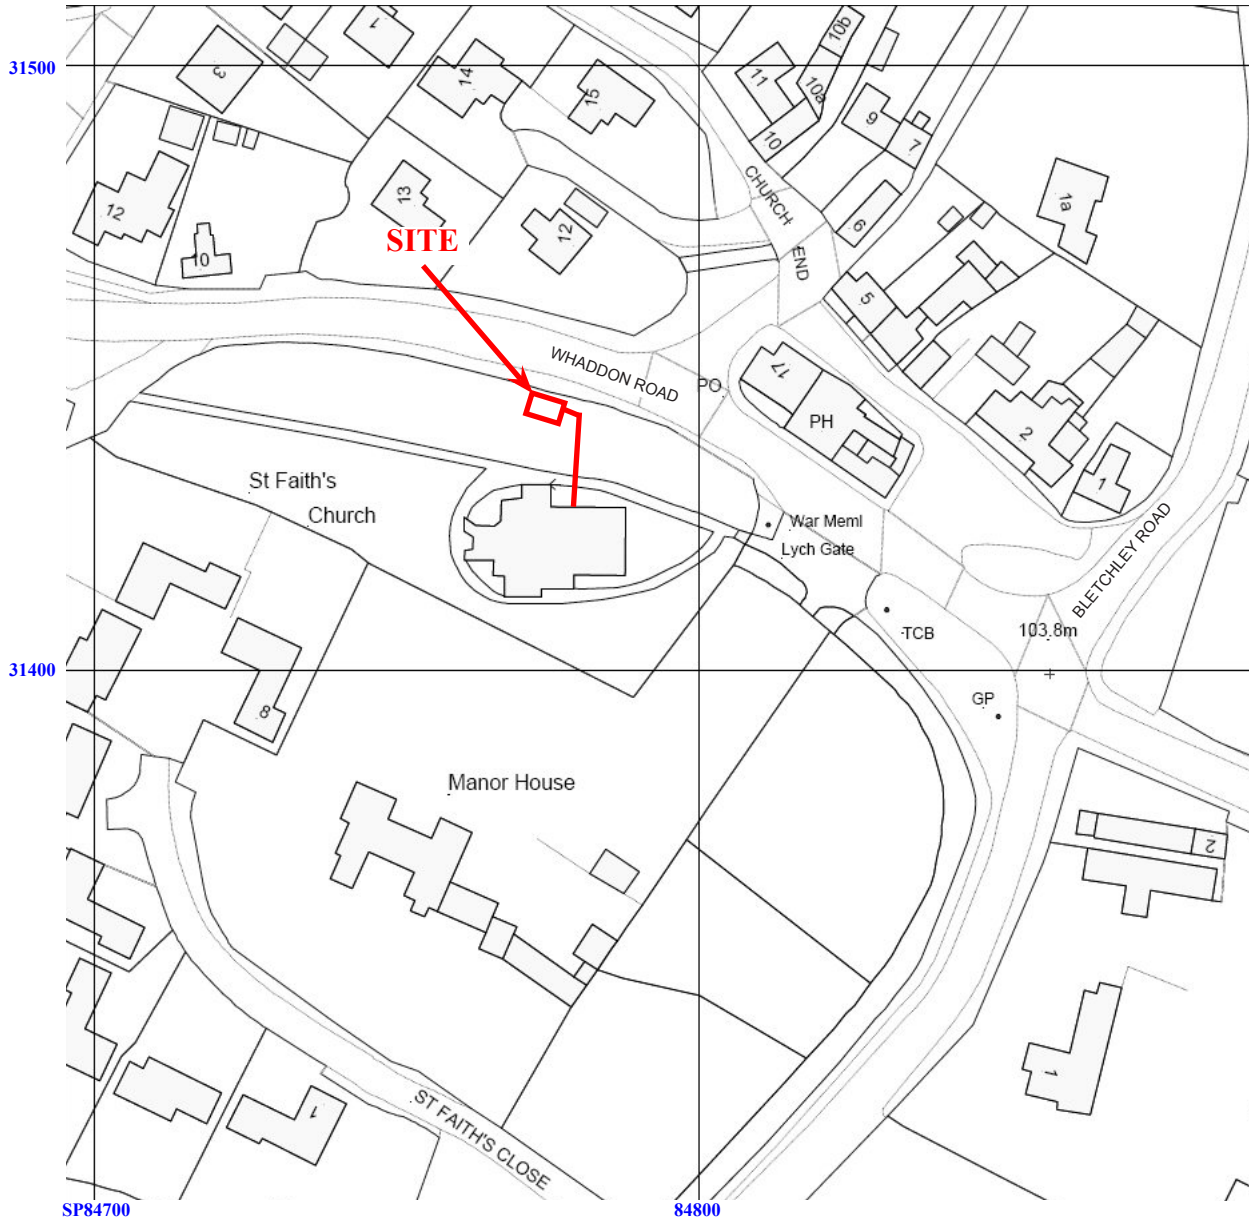 1
10b
31500
3
14
11
10a
15
9
10
7
CHURCH
END
12
13
1a
12
6
SITE
10
5
WHADDON ROAD
17
PO
PH
2
St Faith's
Church
1
War Meml
Lych Gate
BLETCHLEY ROAD
TCB
103.8m
31400
GP
8
Manor House
2
1
1
ST FAITH'S CLOSE
SP84700
84800